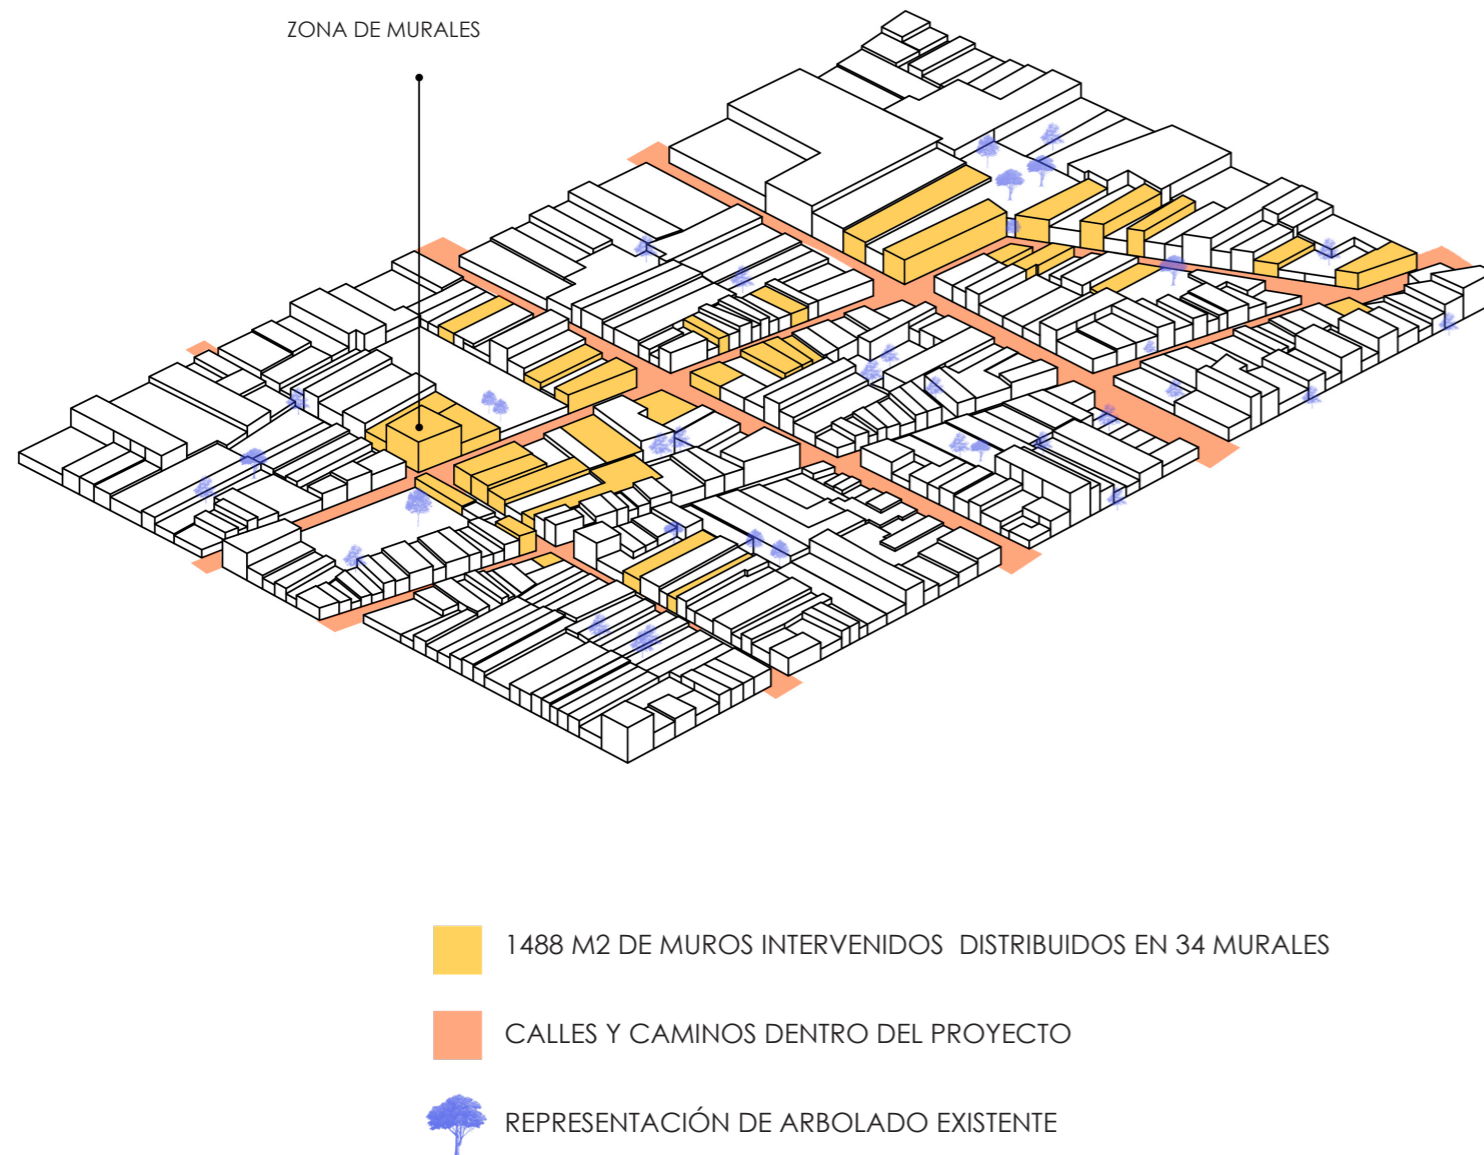 ZONA DE MURALES
1488 M2 DE MUROS INTERVENIDOS DISTRIBUIDOS EN 34 MURALES
CALLES Y CAMINOS DENTRO DEL PROYECTO
REPRESENTACIÓN DE ARBOLADO EXISTENTE